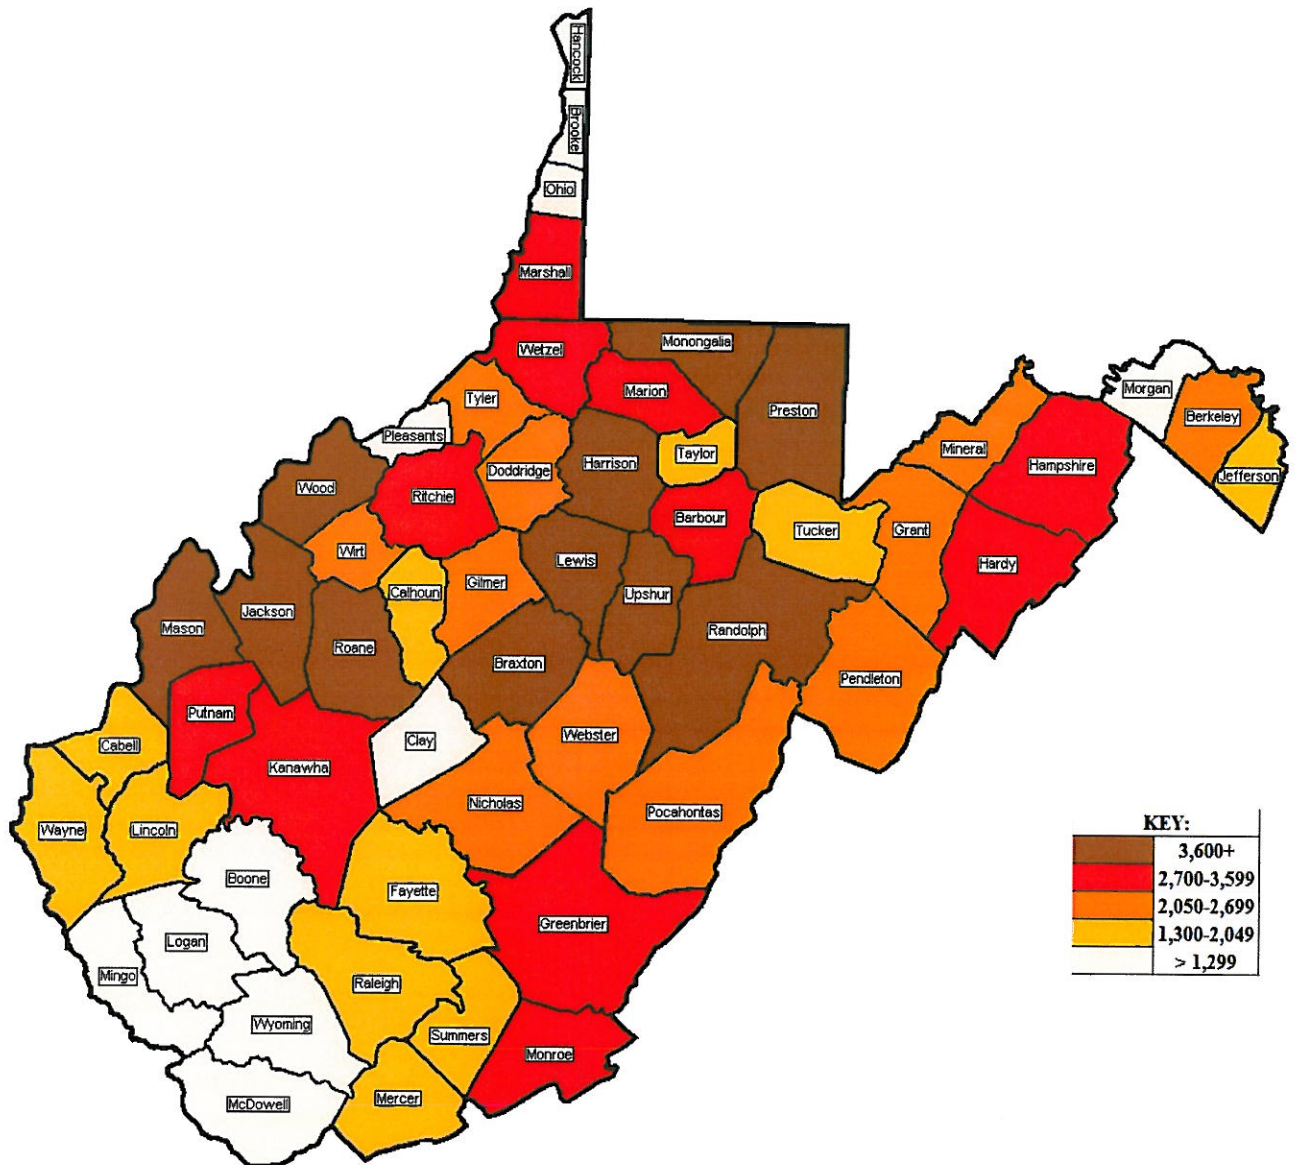 Hancock
Brooke
Ohio
Marshall
Wetzel
Monongalia
Marion
Tyler
Preston
Morgan
Berkeley
Pleasants
Taylor
Mineral
Hampshire
Jefferson
Doddridge
Harrison
Wood
Ritchie
Barbour
Tucker
Grant
Wirt
Lewis
Hardy
Gilmer
Calhoun
Upshur
Jackson
Mason
Roane
Randolph
Braxton
Pendleton
Putnam
Webster
Clay
Cabell
Kanawha
Nicholas
Pocahontas
Wayne
Lincoln
Boone
Fayette
Greenbrier
Logan
Mingo
Raleigh
Wyoming
Summers
Monroe
McDowell
Mercer
KEY:
3,600+
2,700-3,599
2,050-2,699
1,300-2,049
> 1,299